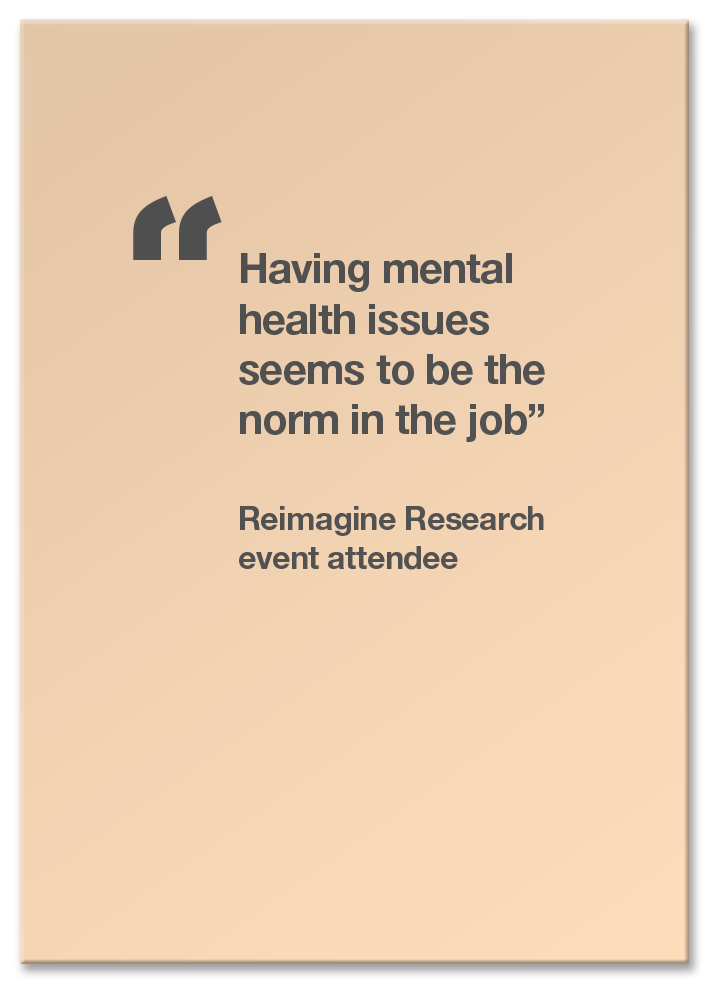 “Having mental
health issues
seems to be the
norm in the job”
Reimagine Research
event attendee